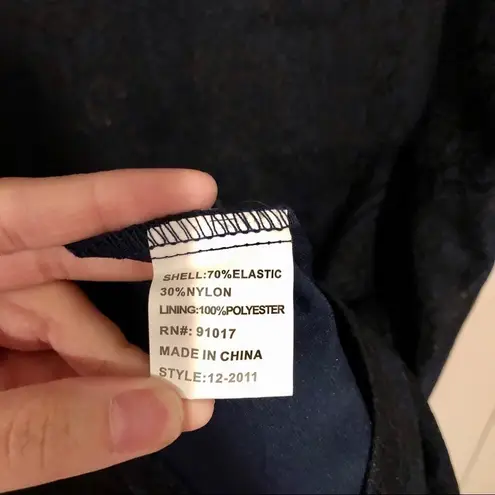 SHELL:70%ELASTIC
30%NYLON
LINING:100%POLYESTER
RN#: 91017
MADE IN CHINA
STYLE:12-2011